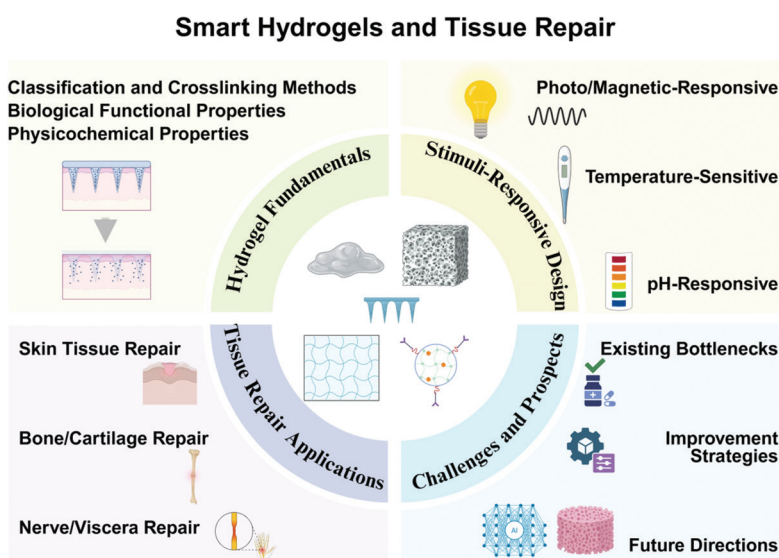 Smart Hydrogels and Tissue Repair
Classification and Crosslinking Methods
Biological Functional Properties
Physicochemical Properties
Hydrogel Fundamentals
Stimuli-Responsive Design
Photo/Magnetic-Responsive
Temperature-Sensitive
pH-Responsive
Tissue Repair Applications
Skin Tissue Repair
Bone/Cartilage Repair
Nerve/Viscera Repair
Challenges and Prospects
Existing Bottlenecks
Improvement
Strategies
AI
Future Directions